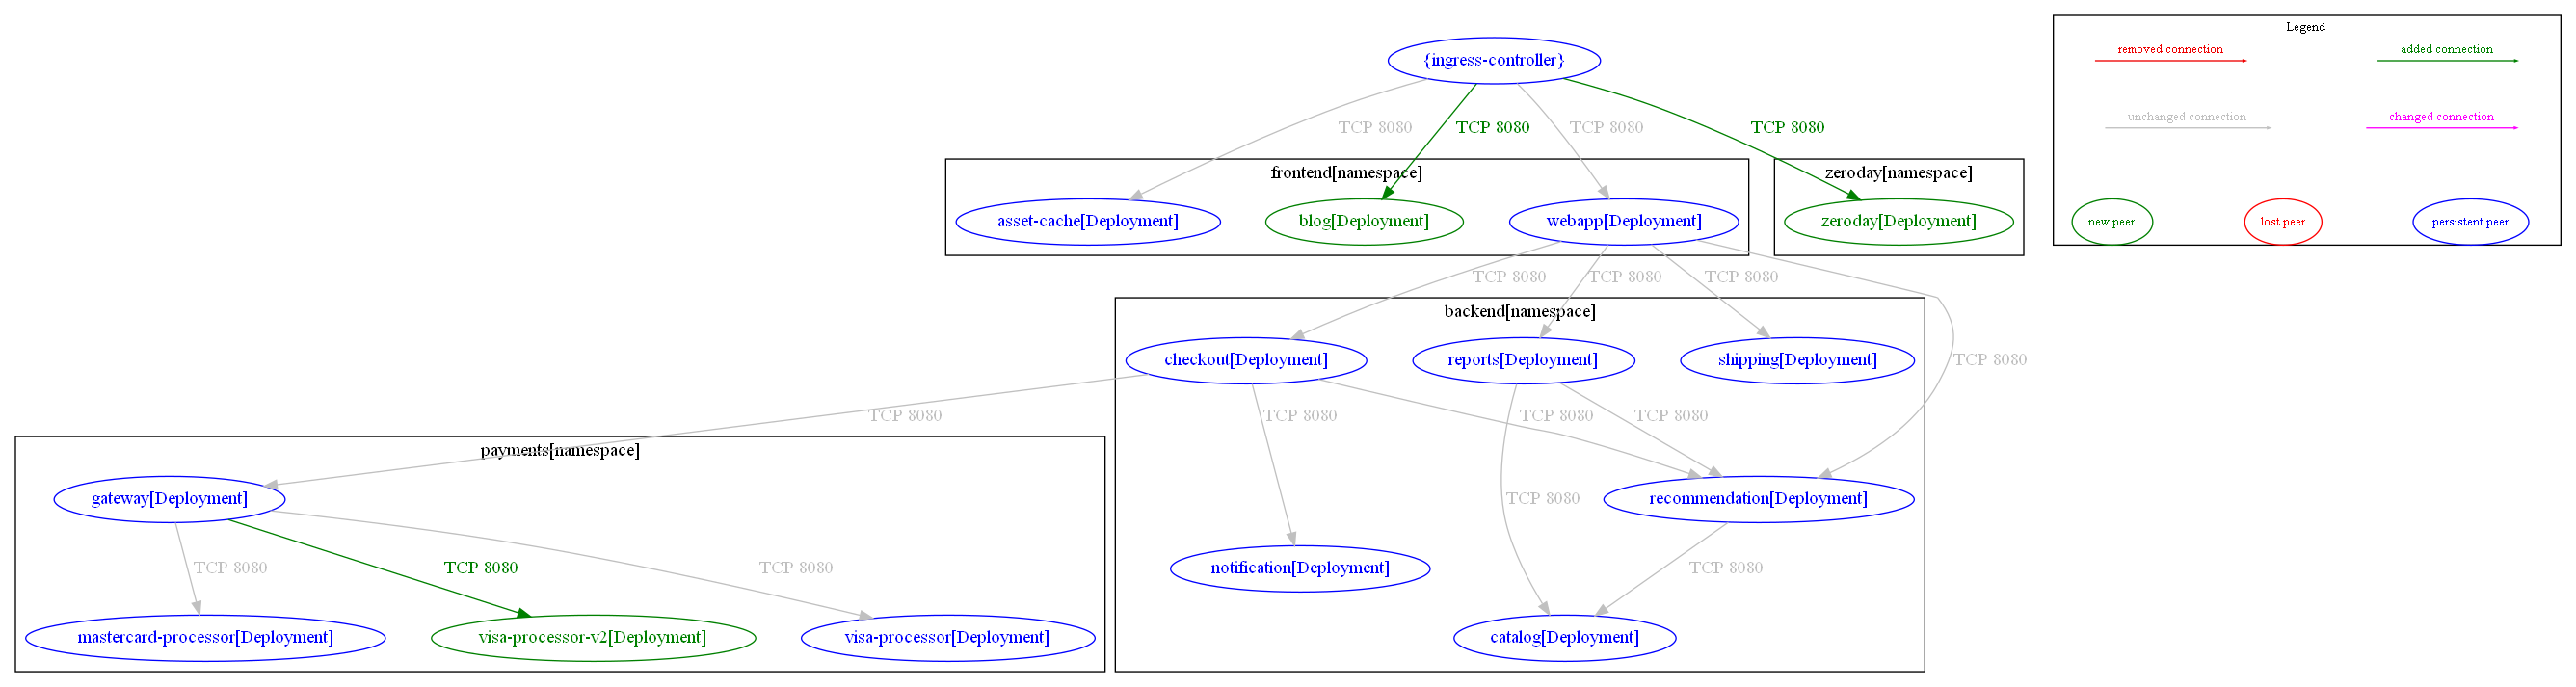 Legend
removed connection
added connection
unchanged connection
changed connection
new peer
lost peer
persistent peer
{ingress-controller}
TCP 8080
TCP 8080
TCP 8080
TCP 8080
frontend[namespace]
zeroday[namespace]
asset-cache[Deployment]
blog[Deployment]
webapp[Deployment]
zeroday[Deployment]
TCP 8080
TCP 8080
TCP 8080
TCP 8080
backend[namespace]
checkout[Deployment]
reports[Deployment]
shipping[Deployment]
TCP 8080
TCP 8080
TCP 8080
TCP 8080
payments[namespace]
gateway[Deployment]
TCP 8080
recommendation[Deployment]
TCP 8080
TCP 8080
TCP 8080
TCP 8080
notification[Deployment]
mastercard-processor[Deployment]
visa-processor-v2[Deployment]
visa-processor[Deployment]
catalog[Deployment]